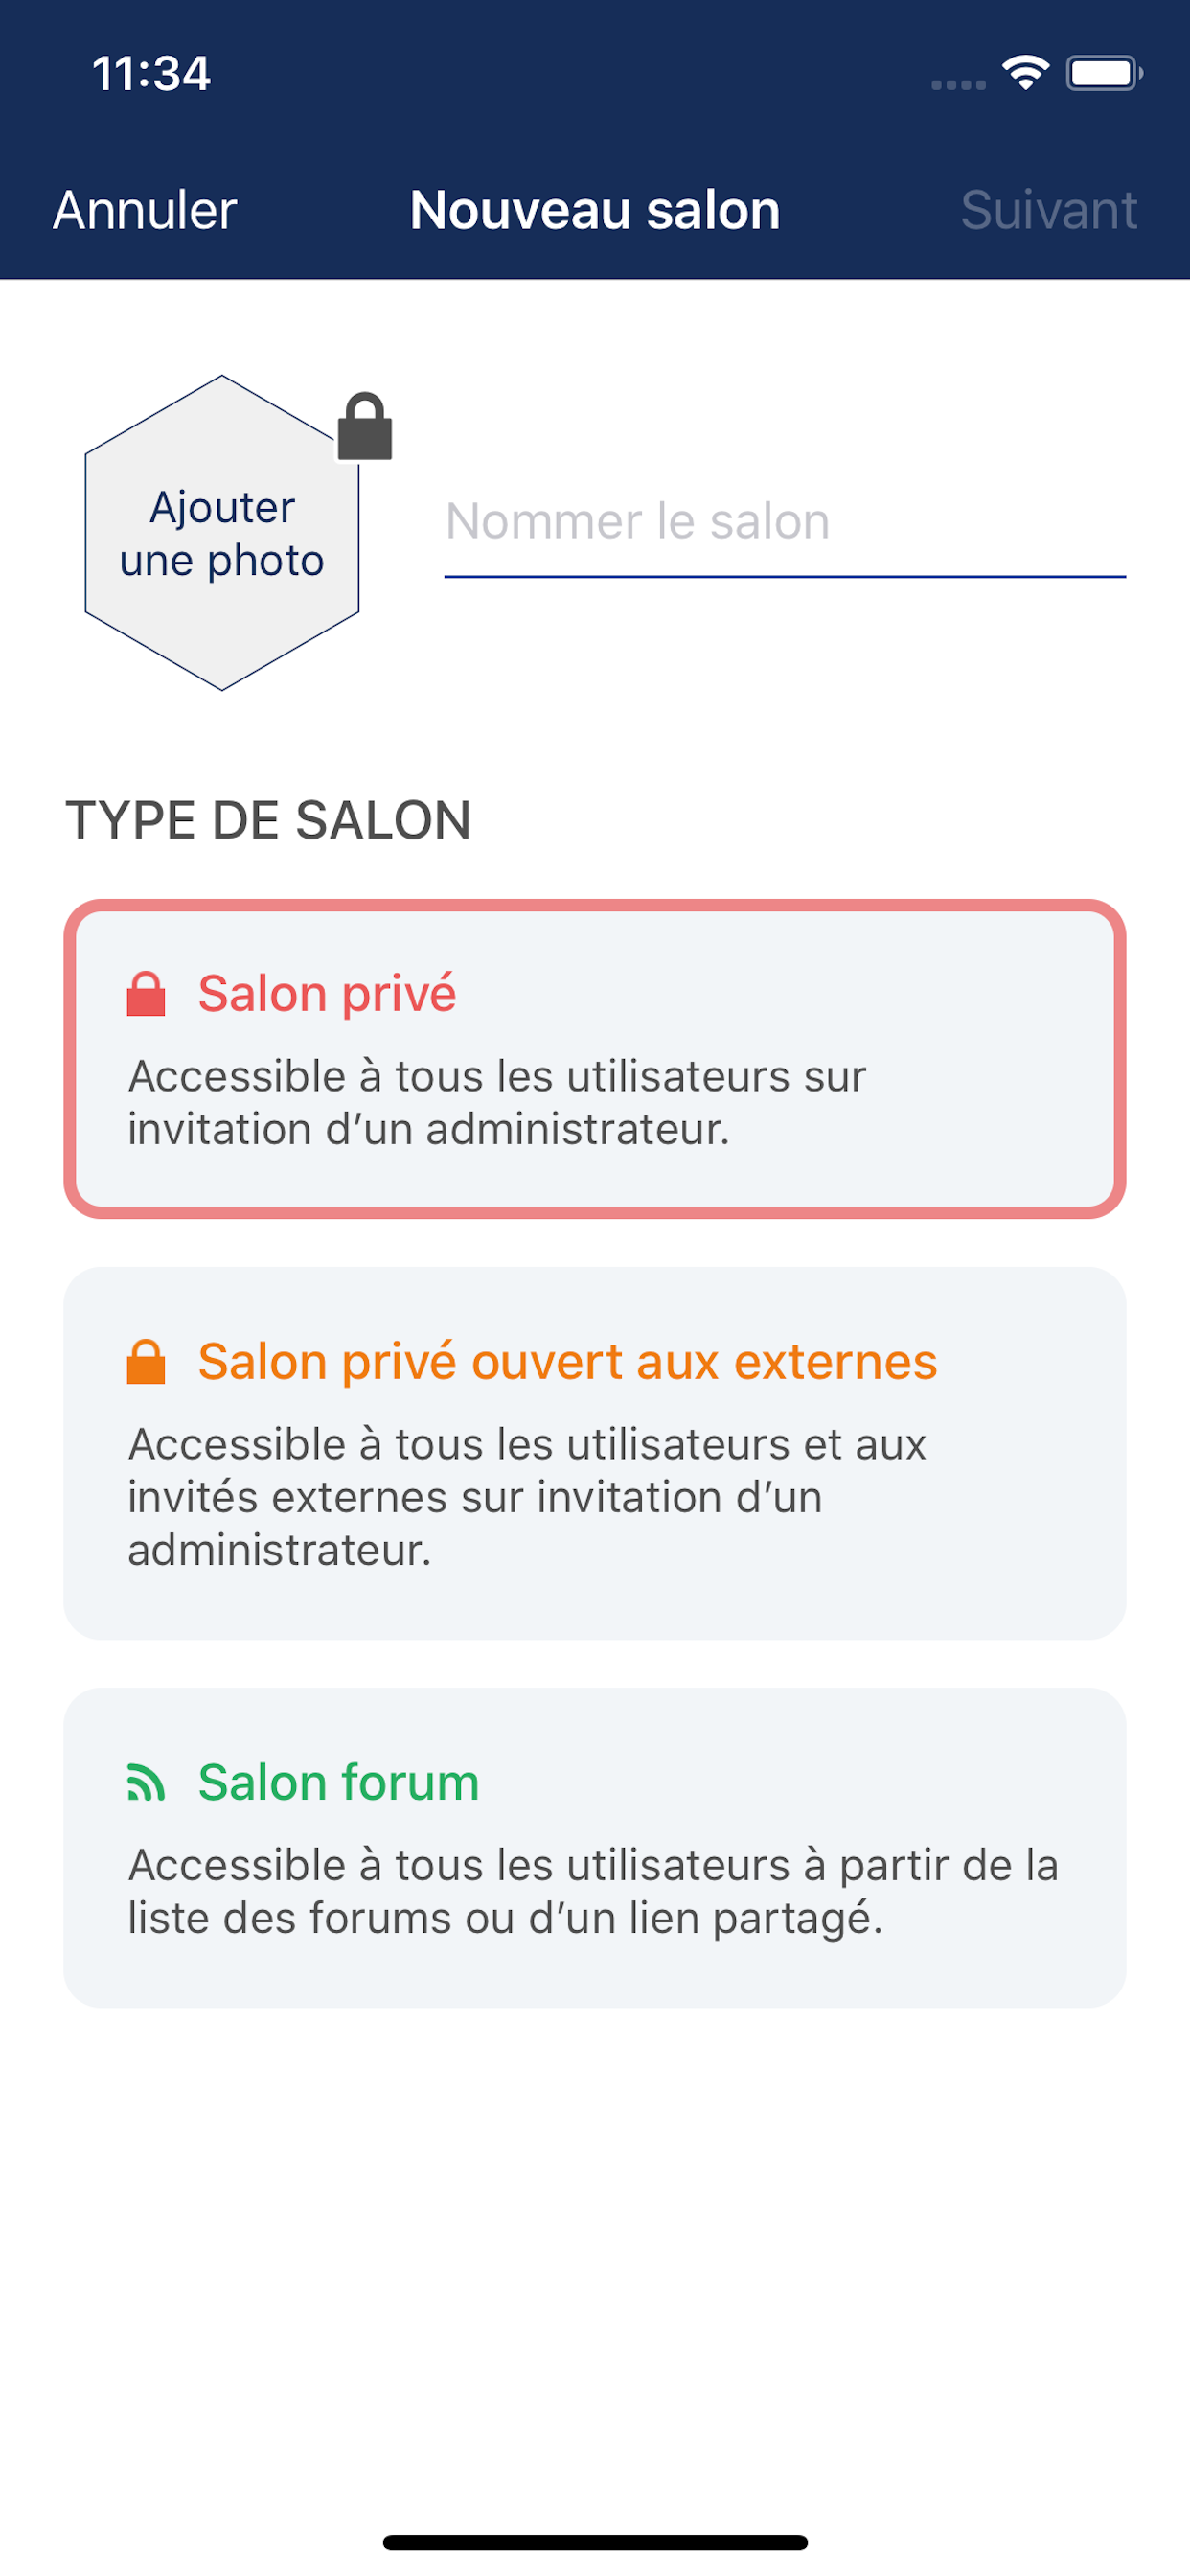 11:34
Annuler
Nouveau salon
Suivant
Ajouter
une photo
Nommer le salon
TYPE DE SALON
Salon privé
Accessible à tous les utilisateurs sur
invitation d’un administrateur.
Salon privé ouvert aux externes
Accessible à tous les utilisateurs et aux
invités externes sur invitation d’un
administrateur.
Salon forum
Accessible à tous les utilisateurs à partir de la
liste des forums ou d’un lien partagé.